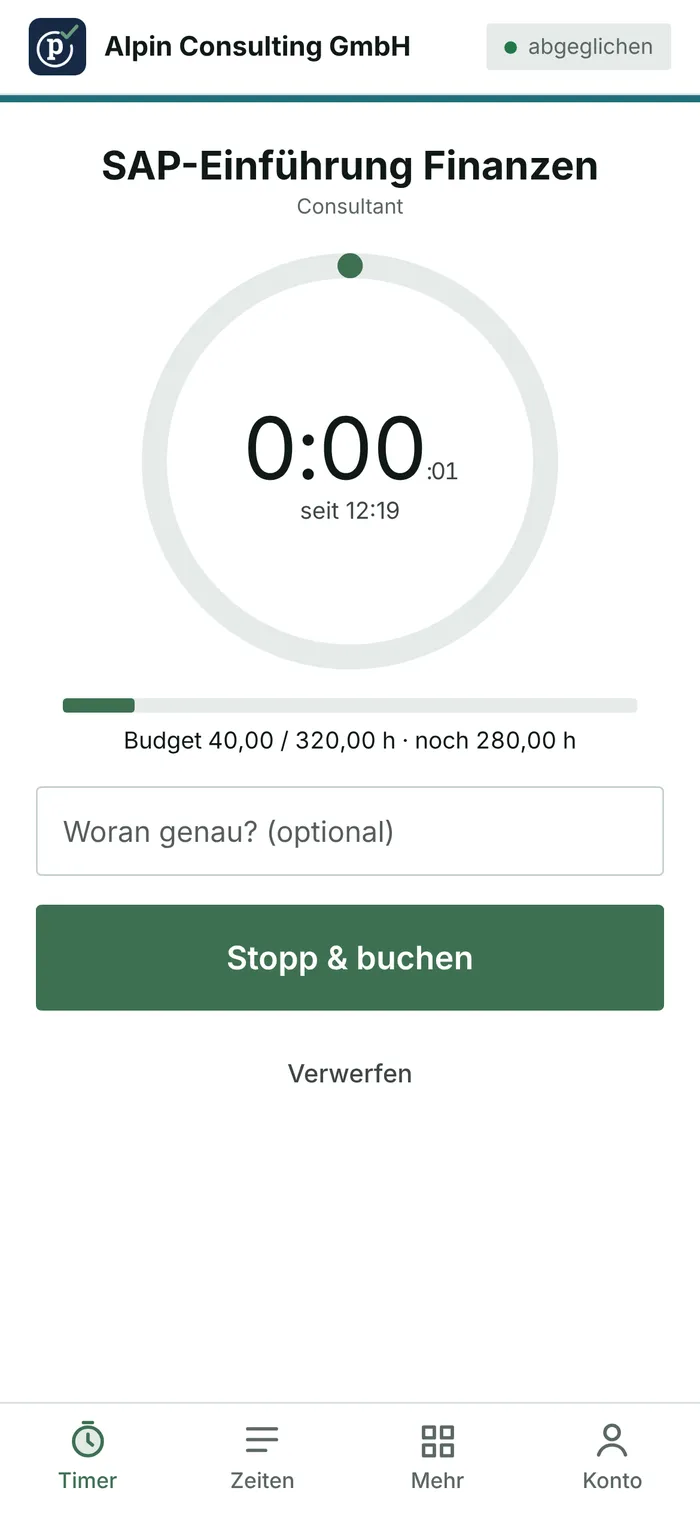 p
Alpin Consulting GmbH
abgeglichen
SAP-Einführung Finanzen
Consultant
0:00:01
seit 12:19
Budget 40,00 / 320,00 h · noch 280,00 h
Woran genau? (optional)
Stopp & buchen
Verwerfen
Timer
Zeiten
Mehr
Konto